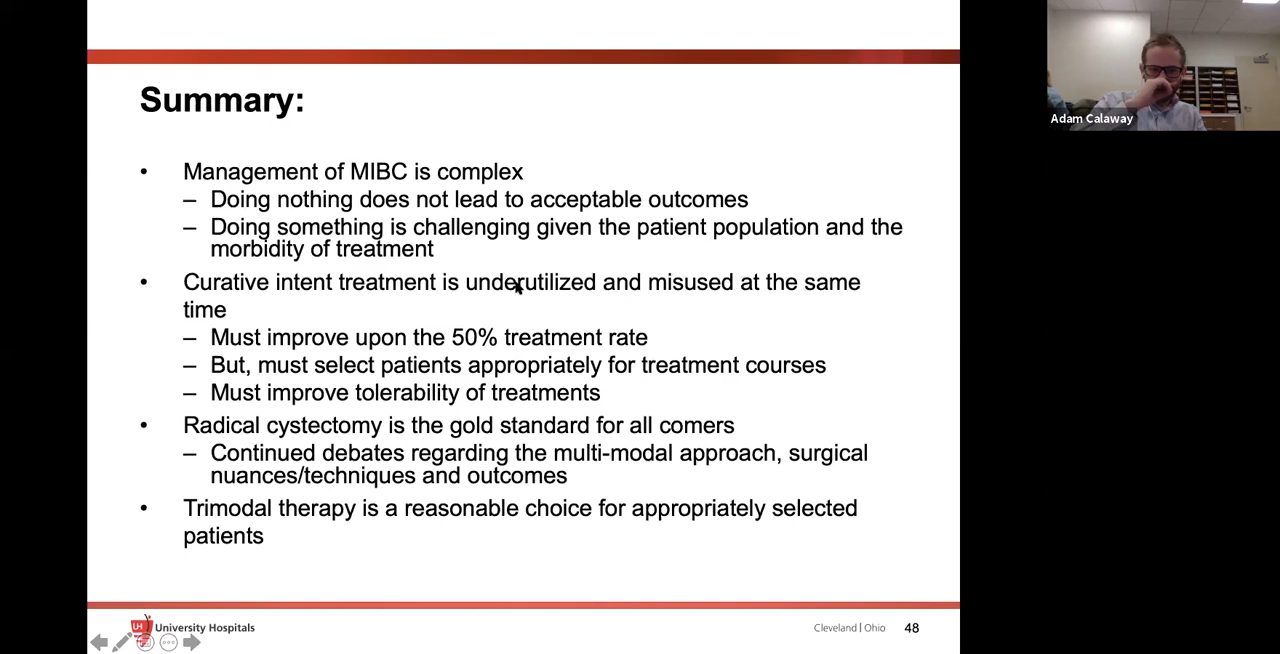 Summary:
• Management of MIBC is complex
– Doing nothing does not lead to acceptable outcomes
– Doing something is challenging given the patient population and the
morbidity of treatment
• Curative intent treatment is underutilized and misused at the same
time
– Must improve upon the 50% treatment rate
– But, must select patients appropriately for treatment courses
– Must improve tolerability of treatments
• Radical cystectomy is the gold standard for all comers
– Continued debates regarding the multi-modal approach, surgical
nuances/techniques and outcomes
• Trimodal therapy is a reasonable choice for appropriately selected
patients
UH University Hospitals
Cleveland | Ohio 48
Adam Calaway